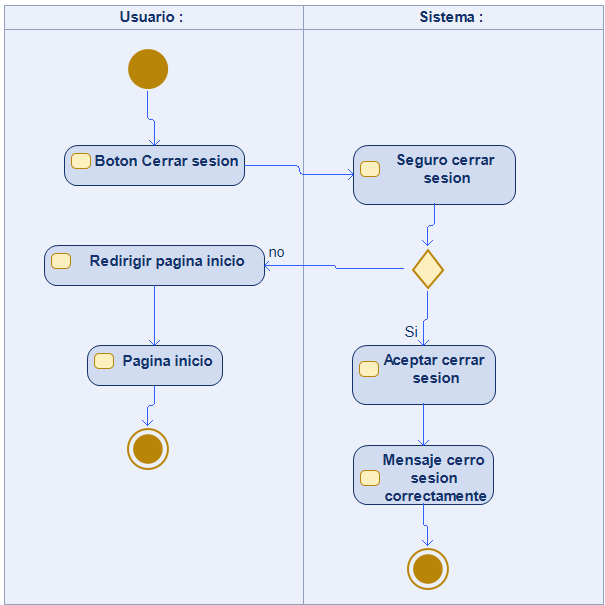 Usuario :
Sistema :
Boton Cerrar sesion
Seguro cerrar
sesion
no
Redirigir pagina inicio
Si
Pagina inicio
Aceptar cerrar
sesion
Mensaje cerro
sesion
correctamente